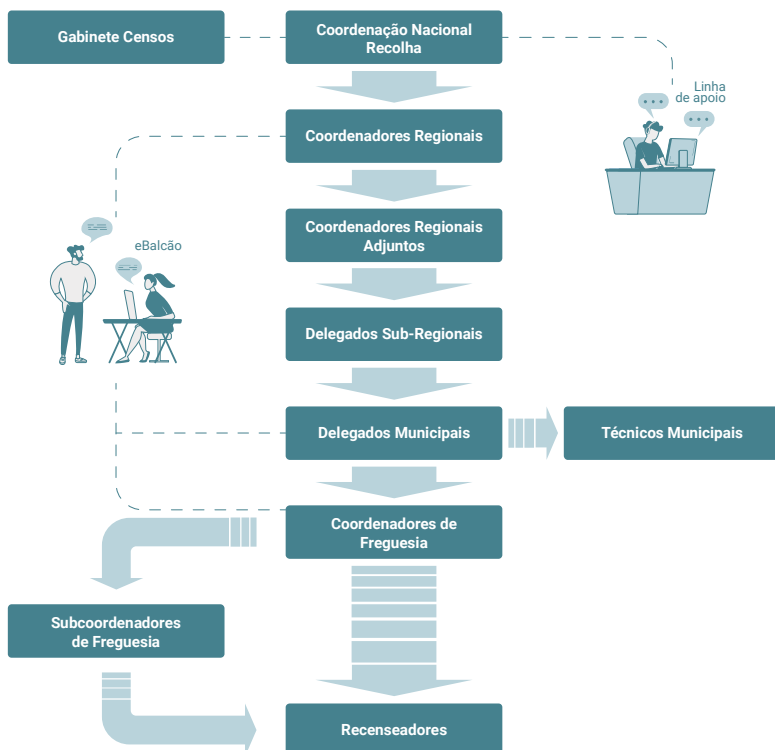 Gabinete Censos
Coordenação Nacional
Recolha
Linha
de apoio
Coordenadores Regionais
Coordenadores Regionais
Adjuntos
eBalcão
Delegados Sub-Regionais
Delegados Municipais
Técnicos Municipais
Coordenadores de
Freguesia
Subcoordenadores
de Freguesia
Recenseadores